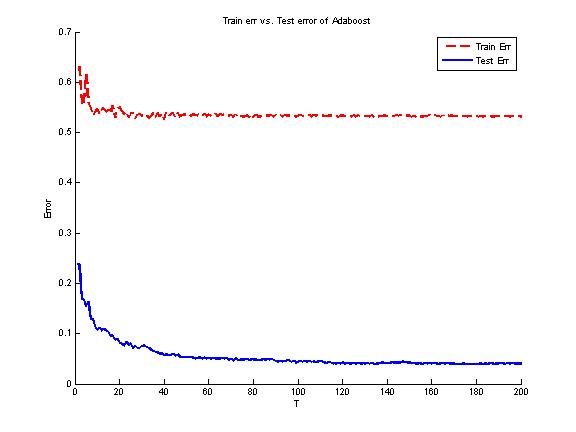 Train err vs. Test error of Adaboost
0.7
0.6
0.5
0.4
0.3
0.2
0.1
0
Error
Train Err
Test Err
0 20 40 60 80 100 120 140 160 180 200
T